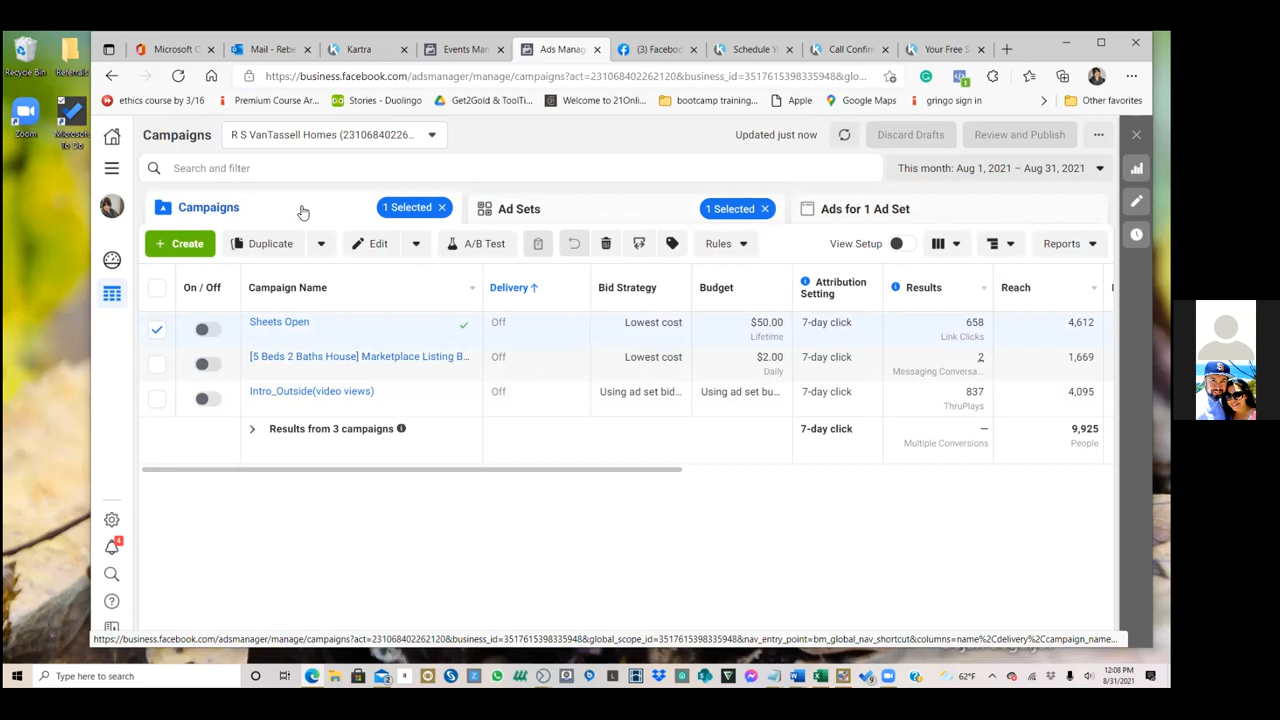 Recycle Bin
Referrals
Zoom
Microsoft To Do
Microsoft C
Mail - Rebe
Kartra
Events Man
Ads Manag
(3) Facebo
Schedule Y
Call Confirm
Your Free S
https://business.facebook.com/adsmanager/manage/campaigns?act=231068402262120&business_id=3517615398335948&glo...
1
ethics course by 3/16
Premium Course Ar...
Stories - Duolingo
Get2Gold & ToolTi...
Welcome to 21Onli...
bootcamp training...
Apple
Google Maps
gringo sign in
Other favorites
Campaigns
R S VanTassell Homes (23106840226...
Updated just now
Discard Drafts
Review and Publish
Search and filter
This month: Aug 1, 2021 – Aug 31, 2021
Campaigns
1 Selected
Ad Sets
1 Selected
Ads for 1 Ad Set
+ Create
Duplicate
Edit
A/B Test
Rules
View Setup
Reports
On / Off
Campaign Name
Delivery ↑
Bid Strategy
Budget
Attribution Setting
Results
Reach
Sheets Open
Off
Lowest cost
$50.00
Lifetime
7-day click
658
Link Clicks
4,612
[5 Beds 2 Baths House] Marketplace Listing B...
Off
Lowest cost
$2.00
Daily
7-day click
2
Messaging Conversa...
1,669
Intro_Outside(video views)
Off
Using ad set bid...
Using ad set bu...
7-day click
837
ThruPlays
4,095
Results from 3 campaigns
7-day click
—
Multiple Conversions
9,925
People
4
https://business.facebook.com/adsmanager/manage/campaigns?act=231068402262120&business_id=3517615398335948&global_scope_id=3517615398335948&nav_entry_point=bm_global_nav_shortcut&columns=name%2Cdelivery%2Ccampaign_name...
Type here to search
62°F
12:08 PM
8/31/2021